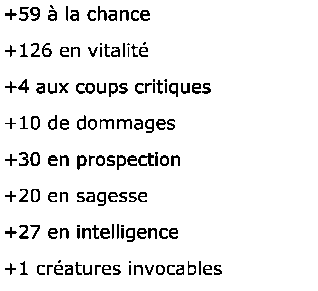 +59 à la chance
+126 en vitalité
+4 aux coups critiques
+10 de dommages
+30 en prospection
+20 en sagesse
+27 en intelligence
+1 créatures invocables